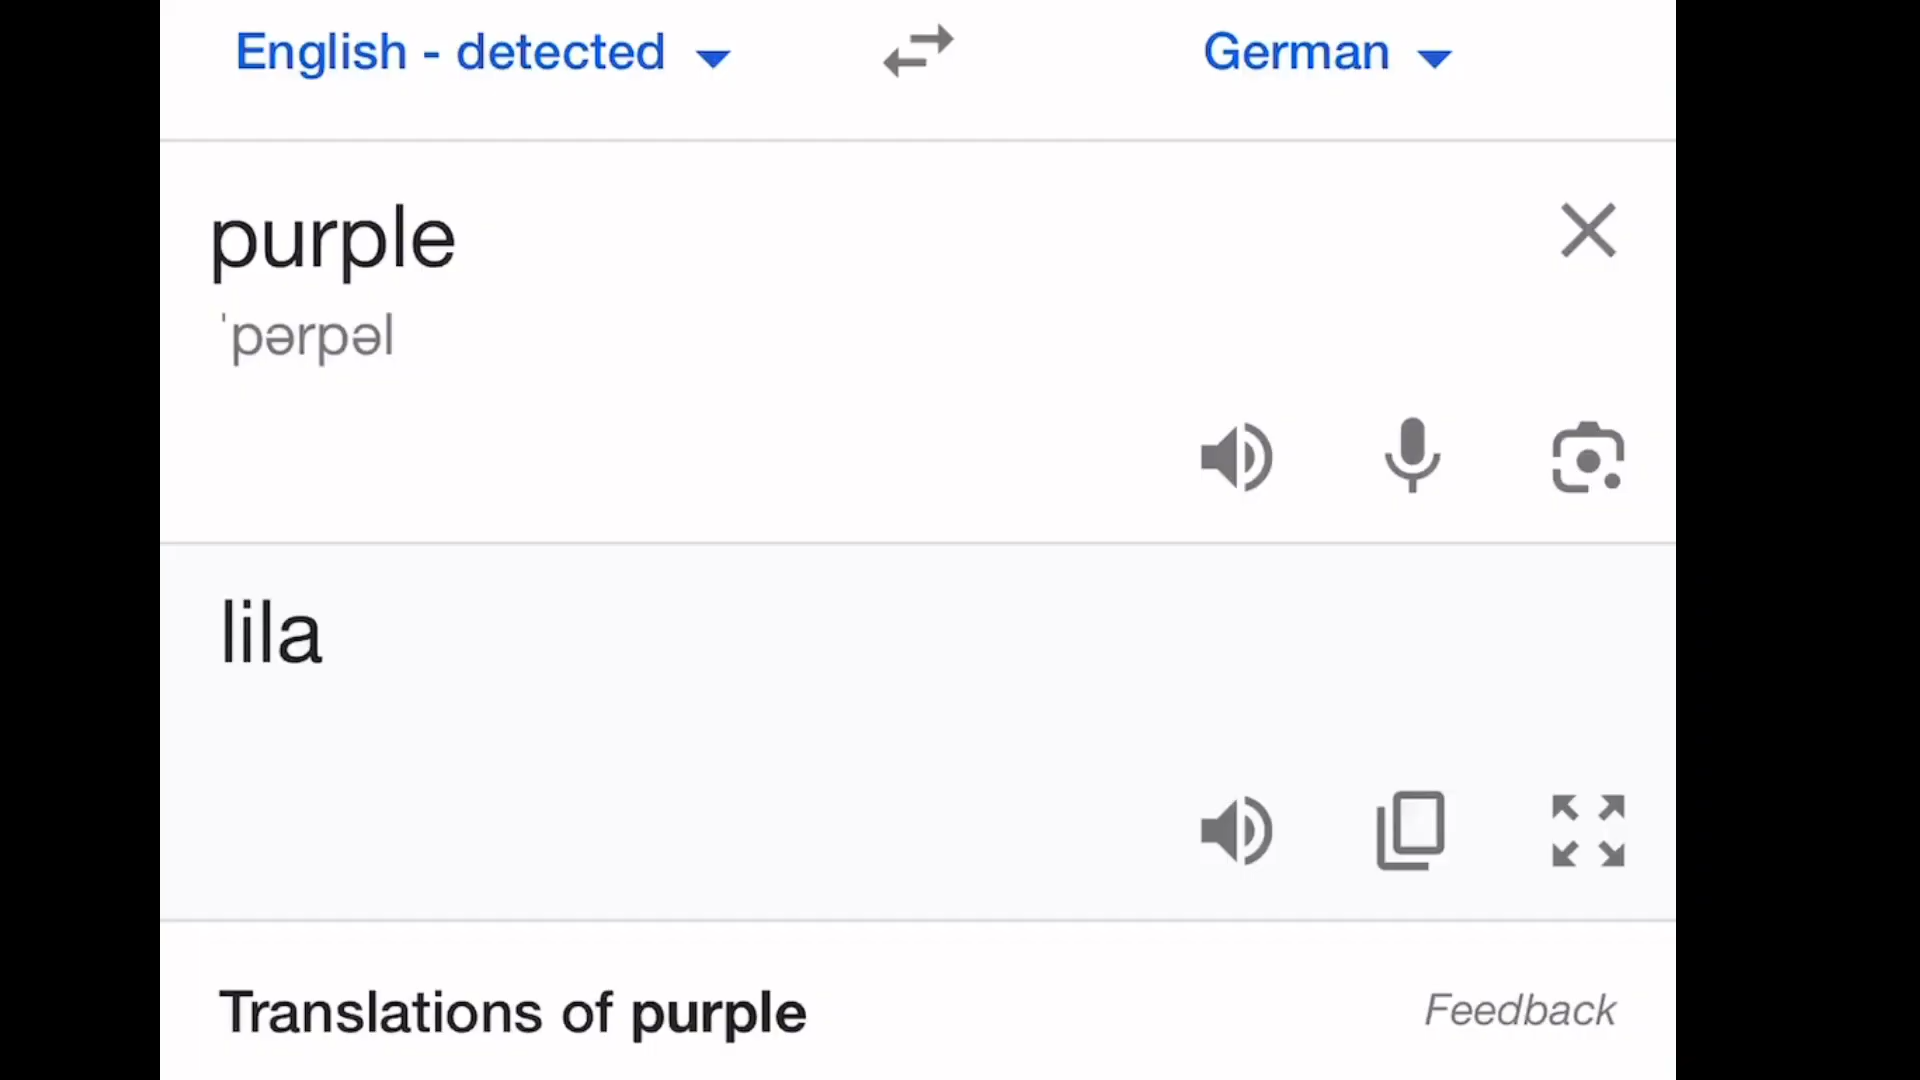 English - detected German
purple
ˈpərpəl
lila
Translations of purple Feedback